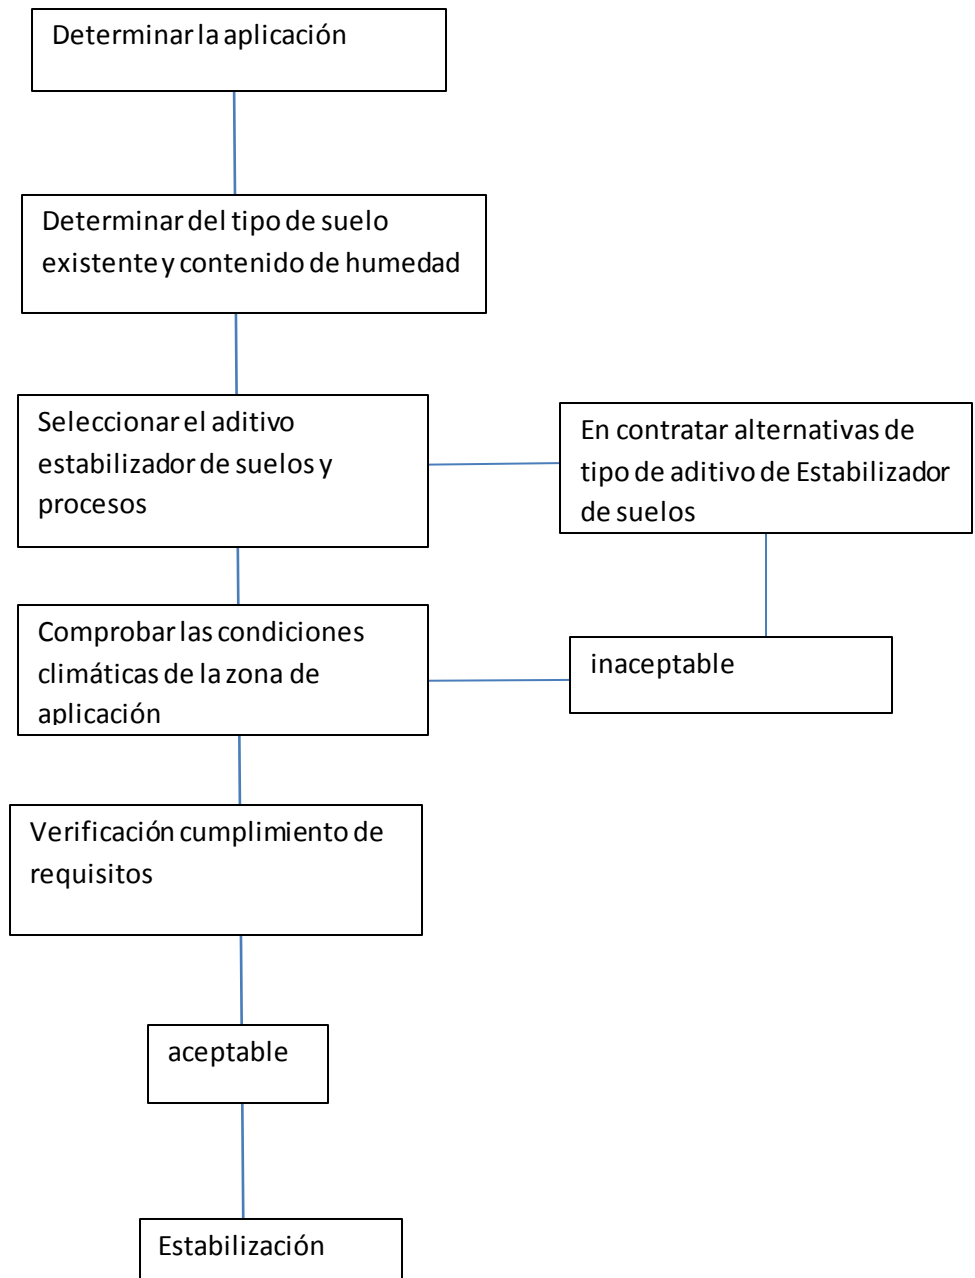 Determinar la aplicación
Determinar del tipo de suelo
existente y contenido de humedad
Seleccionar el aditivo
estabilizador de suelos y
procesos
En contratar alternativas de
tipo de aditivo de Estabilizador
de suelos
Comprobar las condiciones
climáticas de la zona de
aplicación
inaceptable
Verificación cumplimiento de
requisitos
aceptable
Estabilización